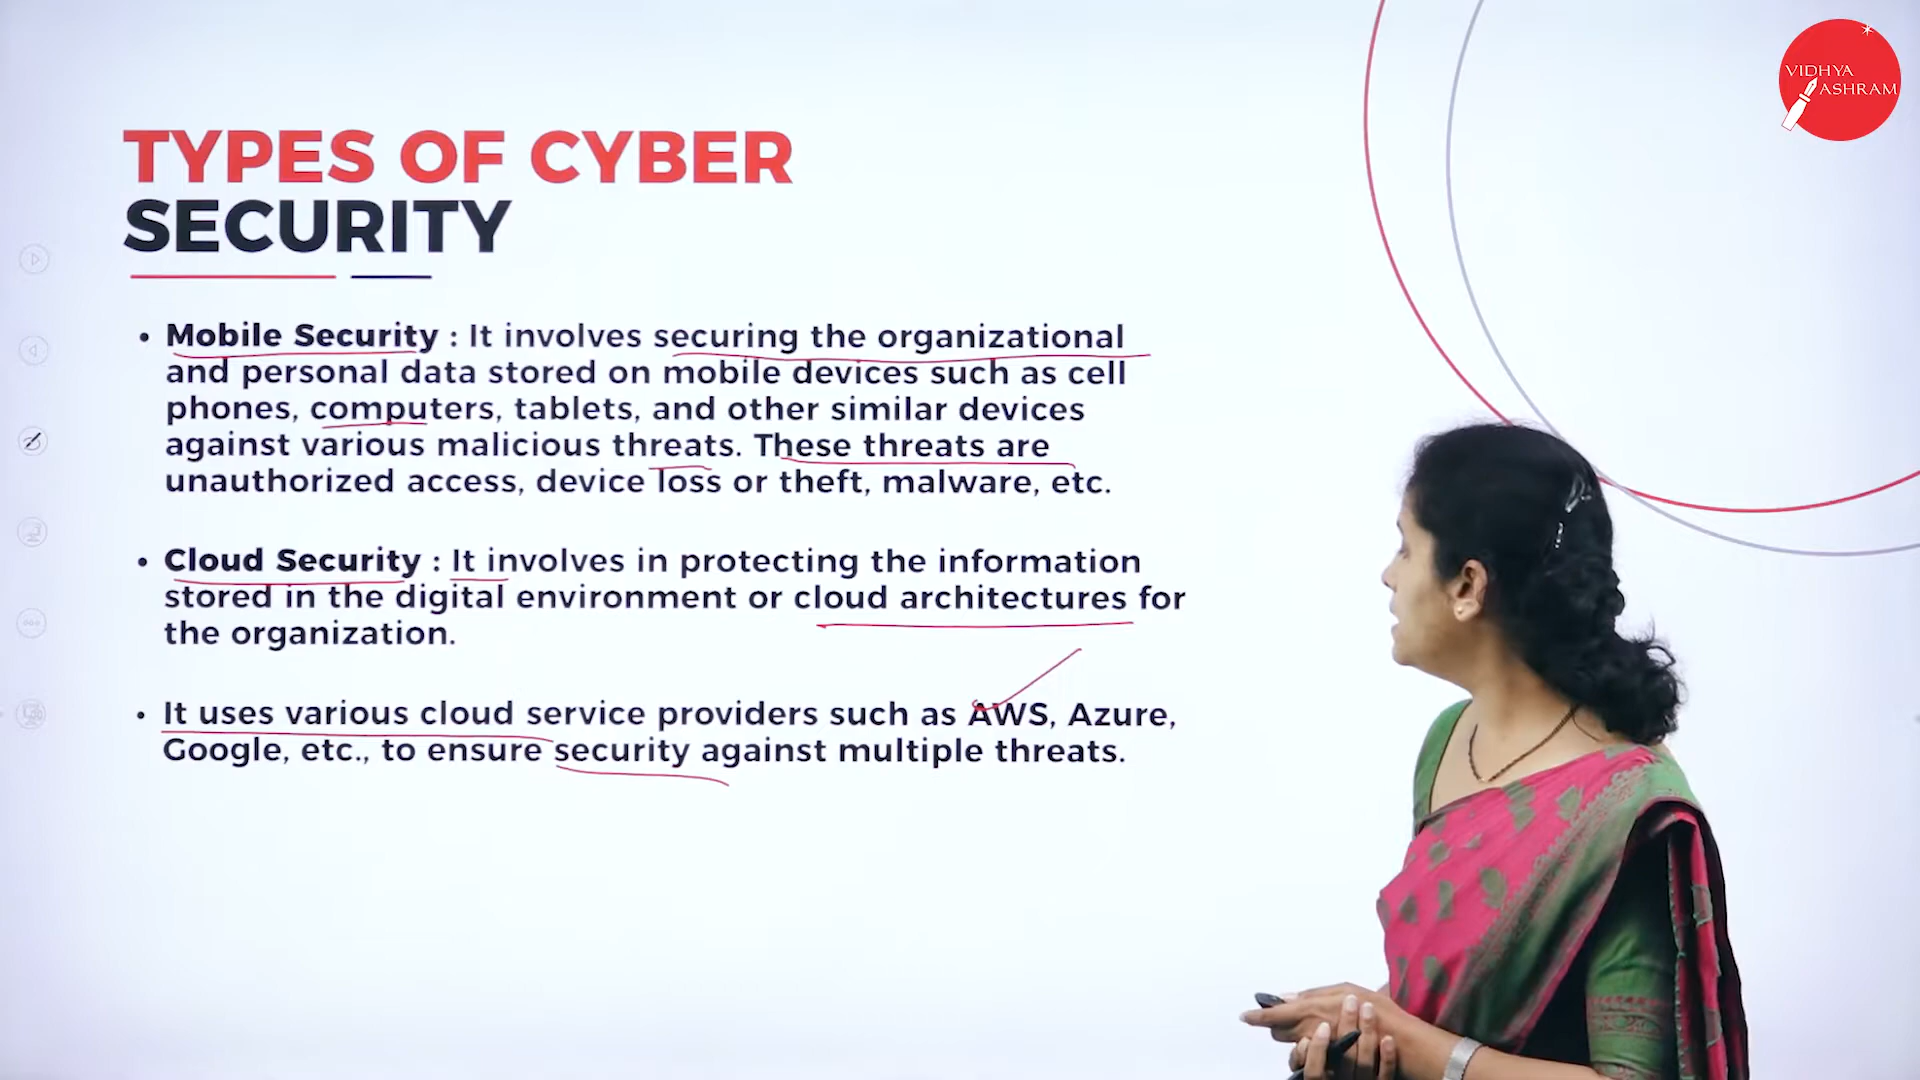 VIDHYA
ASHRAM
TYPES OF CYBER
SECURITY
• Mobile Security : It involves securing the organizational
and personal data stored on mobile devices such as cell
phones, computers, tablets, and other similar devices
against various malicious threats. These threats are
unauthorized access, device loss or theft, malware, etc.
• Cloud Security : It involves in protecting the information
stored in the digital environment or cloud architectures for
the organization.
• It uses various cloud service providers such as AWS, Azure,
Google, etc., to ensure security against multiple threats.